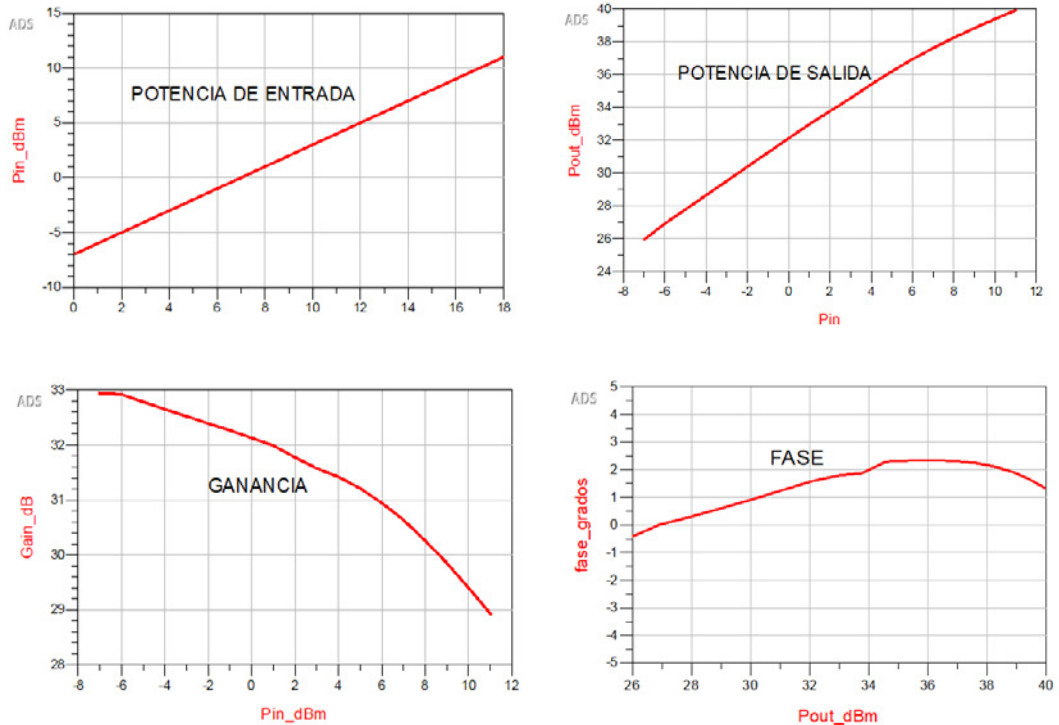 ADS
15
10
5
0
-5
-10
Pin_dBm
POTENCIA DE ENTRADA
0 2 4 6 8 10 12 14 16 18
ADS
40
38
36
34
32
30
28
26
24
Pout_dBm
POTENCIA DE SALIDA
-8 -6 -4 -2 0 2 4 6 8 10 12
Pin
ADS
33
32
31
30
29
28
Gain_dB
GANANCIA
-8 -6 -4 -2 0 2 4 6 8 10 12
Pin_dBm
ADS
5
4
3
2
1
0
-1
-2
-3
-4
-5
fase_grados
FASE
26 28 30 32 34 36 38 40
Pout_dBm